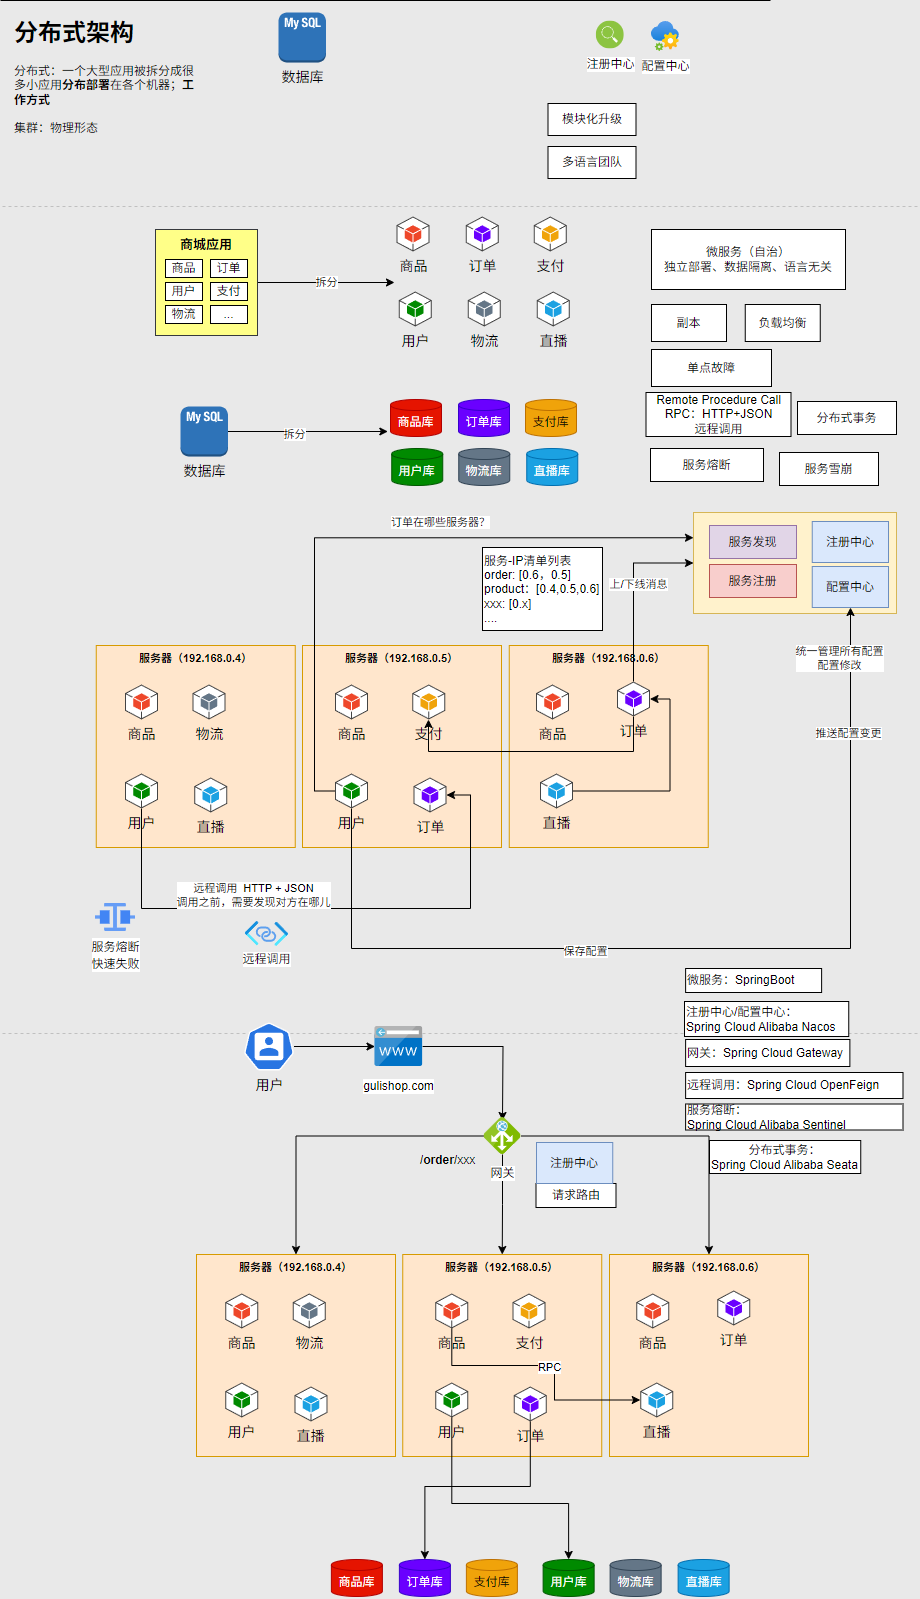 分布式架构
分布式：一个大型应用被拆分成很
多小应用分布部署在各个机器；工
作方式
集群：物理形态
My SQL
数据库
注册中心
配置中心
模块化升级
多语言团队
商城应用
商品
订单
用户
支付
物流
...
拆分
商品
订单
支付
用户
物流
直播
微服务（自治）
独立部署、数据隔离、语言无关
副本
负载均衡
单点故障
Remote Procedure Call
RPC：HTTP+JSON
远程调用
分布式事务
服务熔断
服务雪崩
My SQL
数据库
拆分
商品库
订单库
支付库
用户库
物流库
直播库
订单在哪些服务器？
服务-IP清单列表
order: [0.6，0.5]
product：[0.4,0.5,0.6]
xxx: [0.x]
....
上/下线消息
服务发现
注册中心
服务注册
配置中心
统一管理所有配置
配置修改
推送配置变更
服务器（192.168.0.4）
商品
物流
用户
直播
服务器（192.168.0.5）
商品
支付
用户
订单
服务器（192.168.0.6）
商品
订单
直播
远程调用 HTTP + JSON
调用之前，需要发现对方在哪儿
服务熔断
快速失败
远程调用
保存配置
微服务：SpringBoot
注册中心/配置中心：
Spring Cloud Alibaba Nacos
网关：Spring Cloud Gateway
远程调用：Spring Cloud OpenFeign
服务熔断：
Spring Cloud Alibaba Sentinel
分布式事务：
Spring Cloud Alibaba Seata
用户
www
gulishop.com
/order/xxx
网关
注册中心
请求路由
服务器（192.168.0.4）
商品
物流
用户
直播
服务器（192.168.0.5）
商品
支付
RPC
用户
订单
服务器（192.168.0.6）
商品
订单
直播
商品库
订单库
支付库
用户库
物流库
直播库